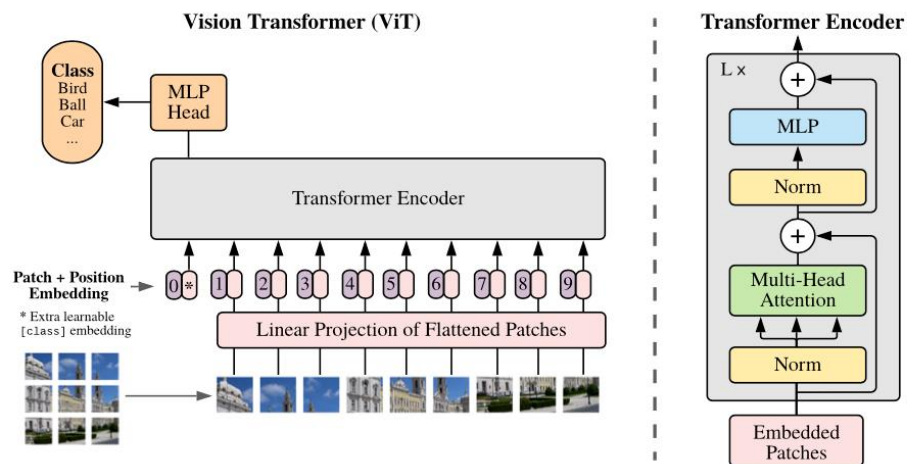 Vision Transformer (ViT)
Class
Bird
Ball
Car
...
MLP
Head
Transformer Encoder
0 * 1 2 3 4 5 6 7 8 9
Patch + Position
Embedding
* Extra learnable
[class] embedding
Linear Projection of Flattened Patches
Transformer Encoder
L x
+
MLP
Norm
+
Multi-Head
Attention
Norm
Embedded
Patches